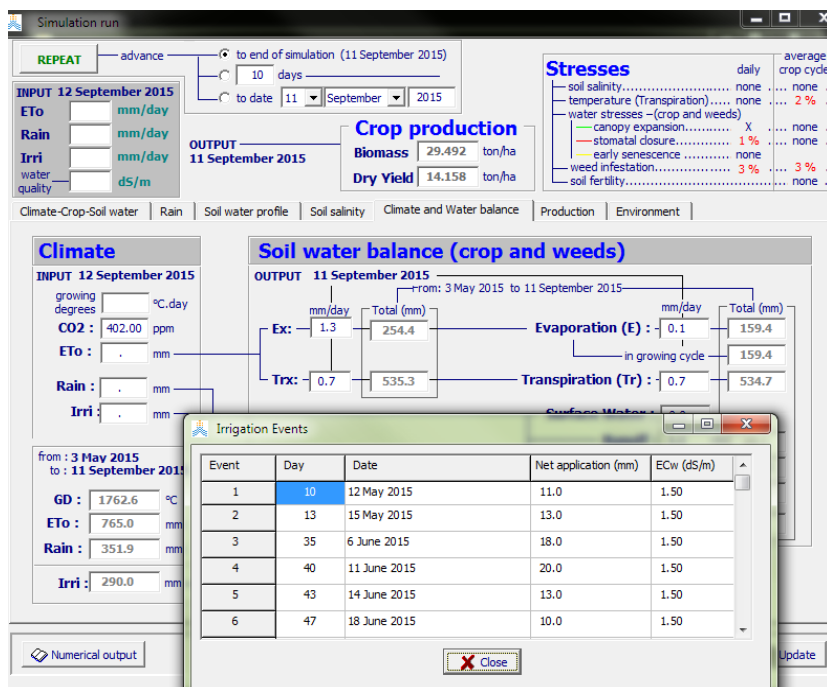 Simulation run
REPEAT
advance
to end of simulation (11 September 2015)
10 days
to date 11 September 2015
INPUT 12 September 2015
ETo mm/day
Rain mm/day
Irri mm/day
water quality dS/m
OUTPUT
11 September 2015
Crop production
Biomass 29.492 ton/ha
Dry Yield 14.158 ton/ha
Stresses daily average crop cycle
soil salinity none none
temperature (Transpiration) none 2 %
water stresses - (crop and weeds)
canopy expansion X none
stomatal closure 1 % none
early senescence none
weed infestation 3 % 3 %
soil fertility none
Climate-Crop-Soil water Rain Soil water profile Soil salinity Climate and Water balance Production Environment
Climate
INPUT 12 September 2015
growing degrees °C.day
CO2 : 402.00 ppm
ETo : . mm
Rain : . mm
Irri : . mm
from : 3 May 2015
to : 11 September 201
GD : 1762.6 °C
ETo : 765.0 mm
Rain : 351.9 mm
Irri : 290.0 mm
Soil water balance (crop and weeds)
OUTPUT 11 September 2015
From: 3 May 2015 to 11 September 2015
mm/day Total (mm) mm/day Total (mm)
Ex: 1.3 254.4 Evaporation (E) : 0.1 159.4
in growing cycle 159.4
Trx: 0.7 535.3 Transpiration (Tr) : 0.7 534.7
Irrigation Events
Event Day Date Net application (mm) ECw (dS/m)
1 10 12 May 2015 11.0 1.50
2 13 15 May 2015 13.0 1.50
3 35 6 June 2015 18.0 1.50
4 40 11 June 2015 20.0 1.50
5 43 14 June 2015 13.0 1.50
6 47 18 June 2015 10.0 1.50
Close
Numerical output
Update